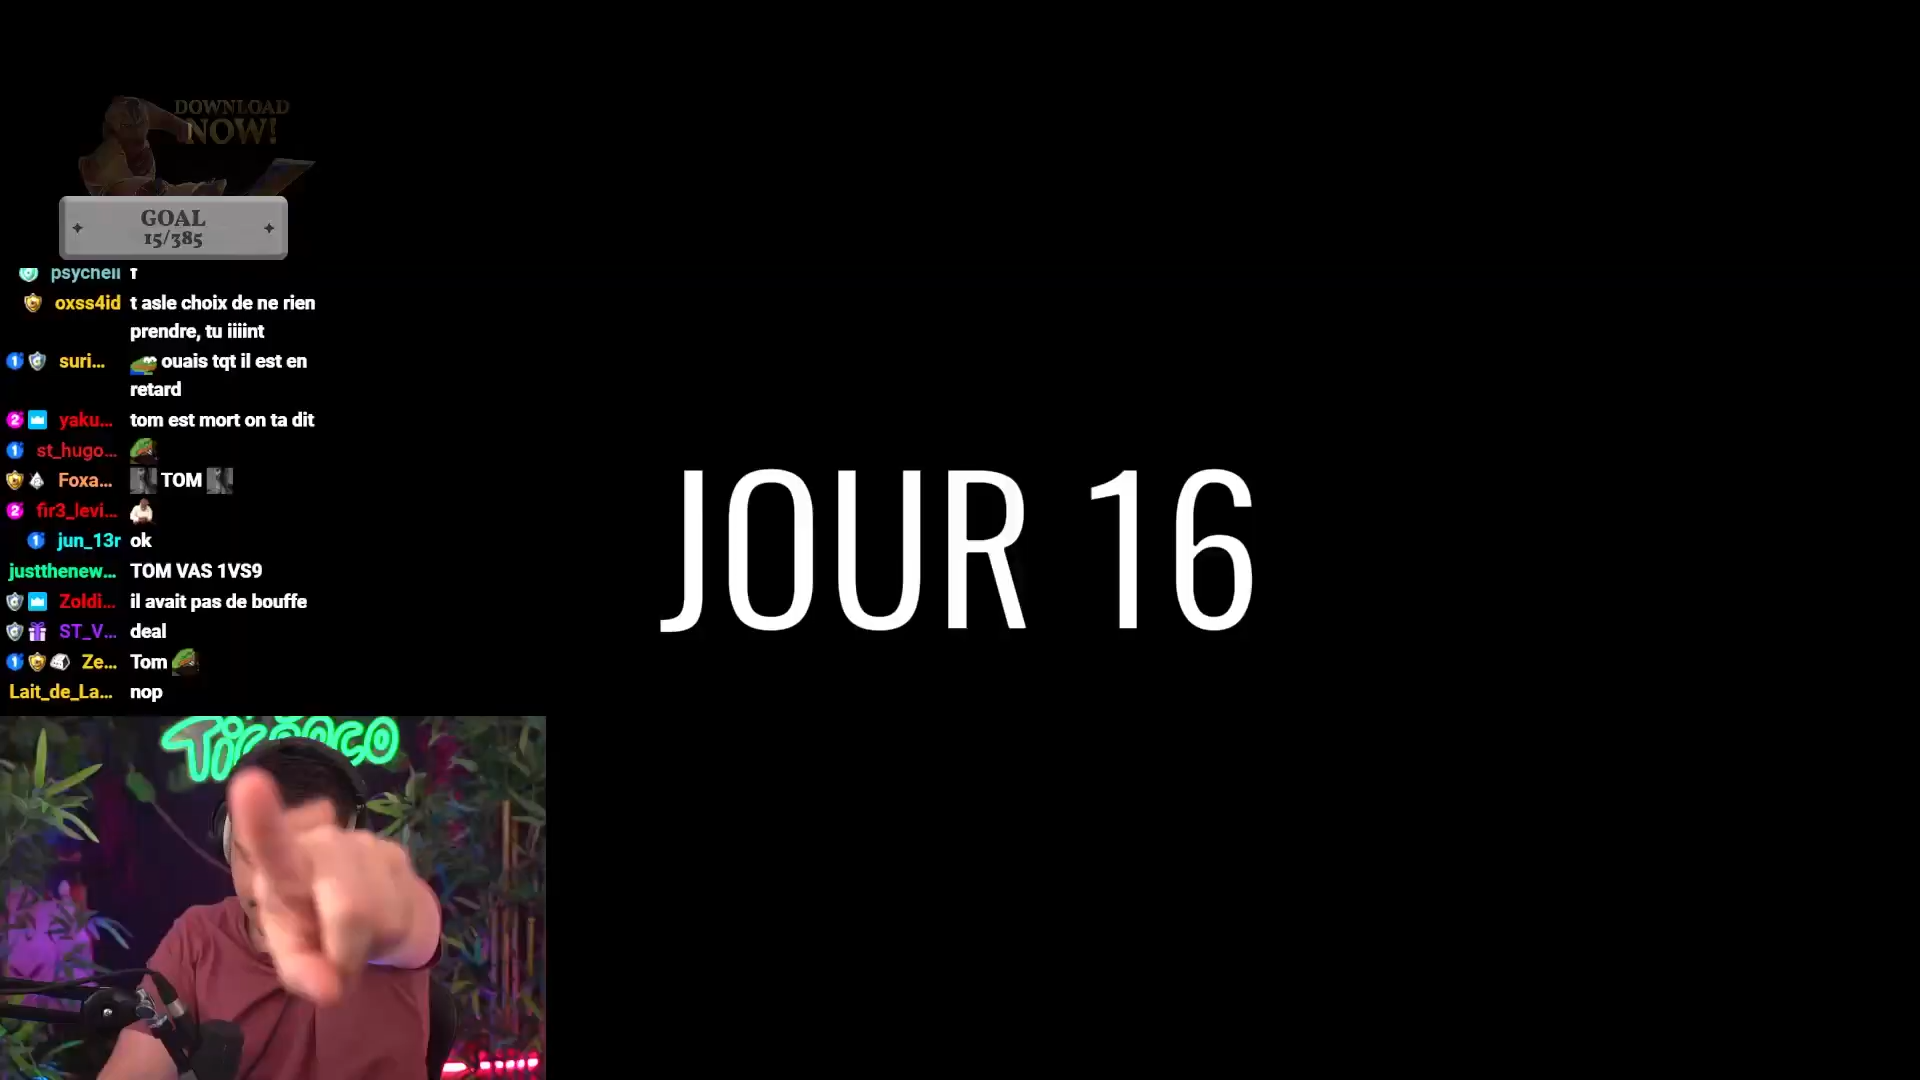 DOWNLOAD
NOW!
GOAL
15/385
oxss4id t asle choix de ne rien
prendre, tu iiiint
suri... ouais tqt il est en
retard
yaku... tom est mort on ta dit
st_hugo...
Foxa... TOM
fir3_levi...
jun_13r ok
justthenew... TOM VAS 1VS9
Zoldi... il avait pas de bouffe
ST_V... deal
Ze... Tom
Lait_de_La... nop
JOUR 16